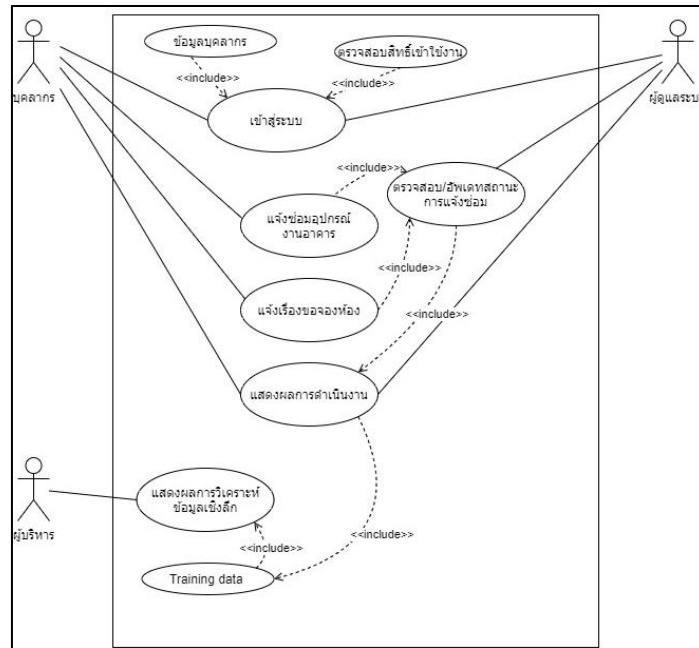 ข้อมูลบุคลากร
ตรวจสอบสิทธิ์เข้าใช้งาน
<<include>>
<<include>>
บุคลากร
ผู้ดูแลระบบ
เข้าสู่ระบบ
<<include>>
แจ้งซ่อมอุปกรณ์
งานอาคาร
ตรวจสอบ/อัพเดทสถานะ
การแจ้งซ่อม
<<include>>
แจ้งเรื่องขอจองห้อง
<<include>>
แสดงผลการดำเนินงาน
แสดงผลการวิเคราะห์
ข้อมูลเชิงลึก
ผู้บริหาร
<<include>>
<<include>>
Training data